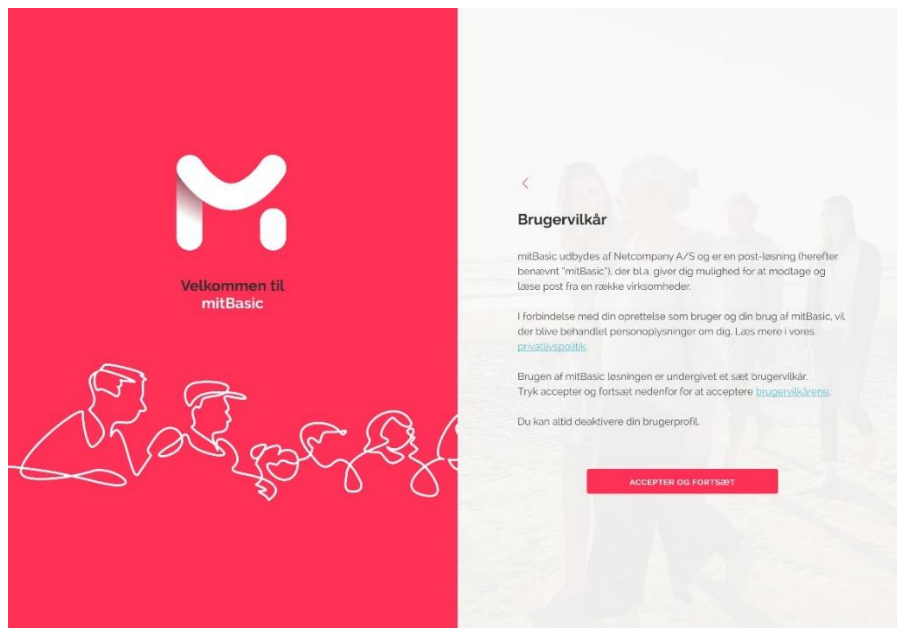 Velkommen til
mitBasic
Brugervilkår
mitBasic udbydes af Netcompany A/S og er en post-løsning (herefter
benævnt "mitBasic"), der bl.a. giver dig mulighed for at modtage og
læse post fra en række virksomheder.
I forbindelse med din oprettelse som bruger og din brug af mitBasic, vil
der blive behandlet personoplysninger om dig. Læs mere i vores
privatlivspolitik.
Brugen af mitBasic løsningen er undergivet et sæt brugervilkår.
Tryk accepter og fortsæt nedenfor for at acceptere brugervilkårene.
Du kan altid deaktivere din brugerprofil.
ACCEPTER OG FORTSÆT